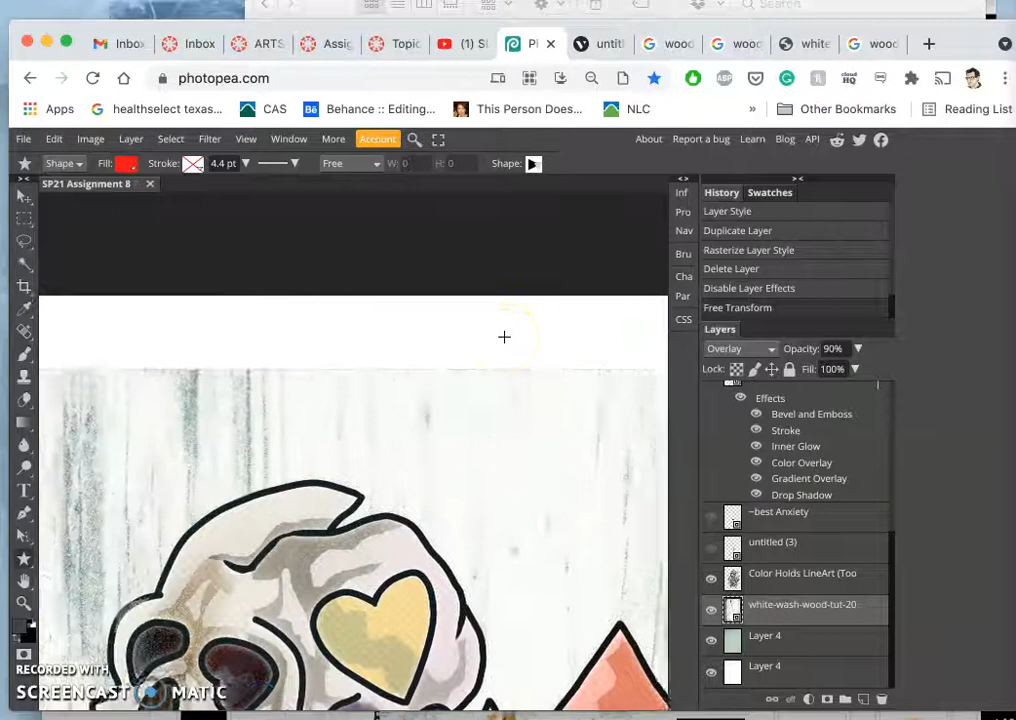 Search
Inbo
Inbox
ARTS
Assig
Topic
(1) S
P
untitl
wood
wood
white
wood
photopea.com
Apps
healthselect texas...
CAS
Behance :: Editing...
This Person Does...
NLC
»
Other Bookmarks
Reading List
File Edit Image Layer Select Filter View Window More Account
About Report a bug Learn Blog API
Shape Fill: Stroke: 4.4 pt Free W: 0 H: 0 Shape:
SP21 Assignment 8
Inf
Pro
Nav
Bru
Cha
Par
CSS
History Swatches
Layer Style
Duplicate Layer
Rasterize Layer Style
Delete Layer
Disable Layer Effects
Free Transform
Layers
Overlay Opacity: 90%
Lock: Fill: 100%
Effects
Bevel and Emboss
Stroke
Inner Glow
Color Overlay
Gradient Overlay
Drop Shadow
~best Anxiety
untitled (3)
Color Holds LineArt (Too
white-wash-wood-tut-20
Layer 4
Layer 4
RECORDED WITH
SCREENCAST MATIC